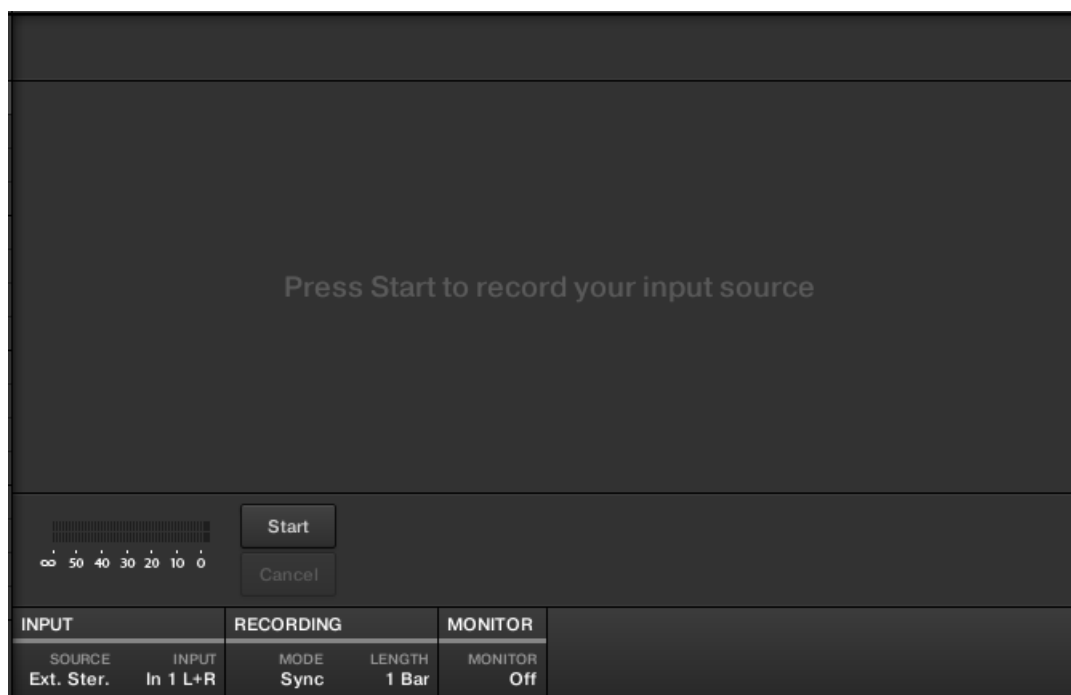 Press Start to record your input source
Start
∞ 50 40 30 20 10 0
Cancel
INPUT RECORDING MONITOR
SOURCE INPUT MODE LENGTH MONITOR
Ext. Ster. In 1 L+R Sync 1 Bar Off